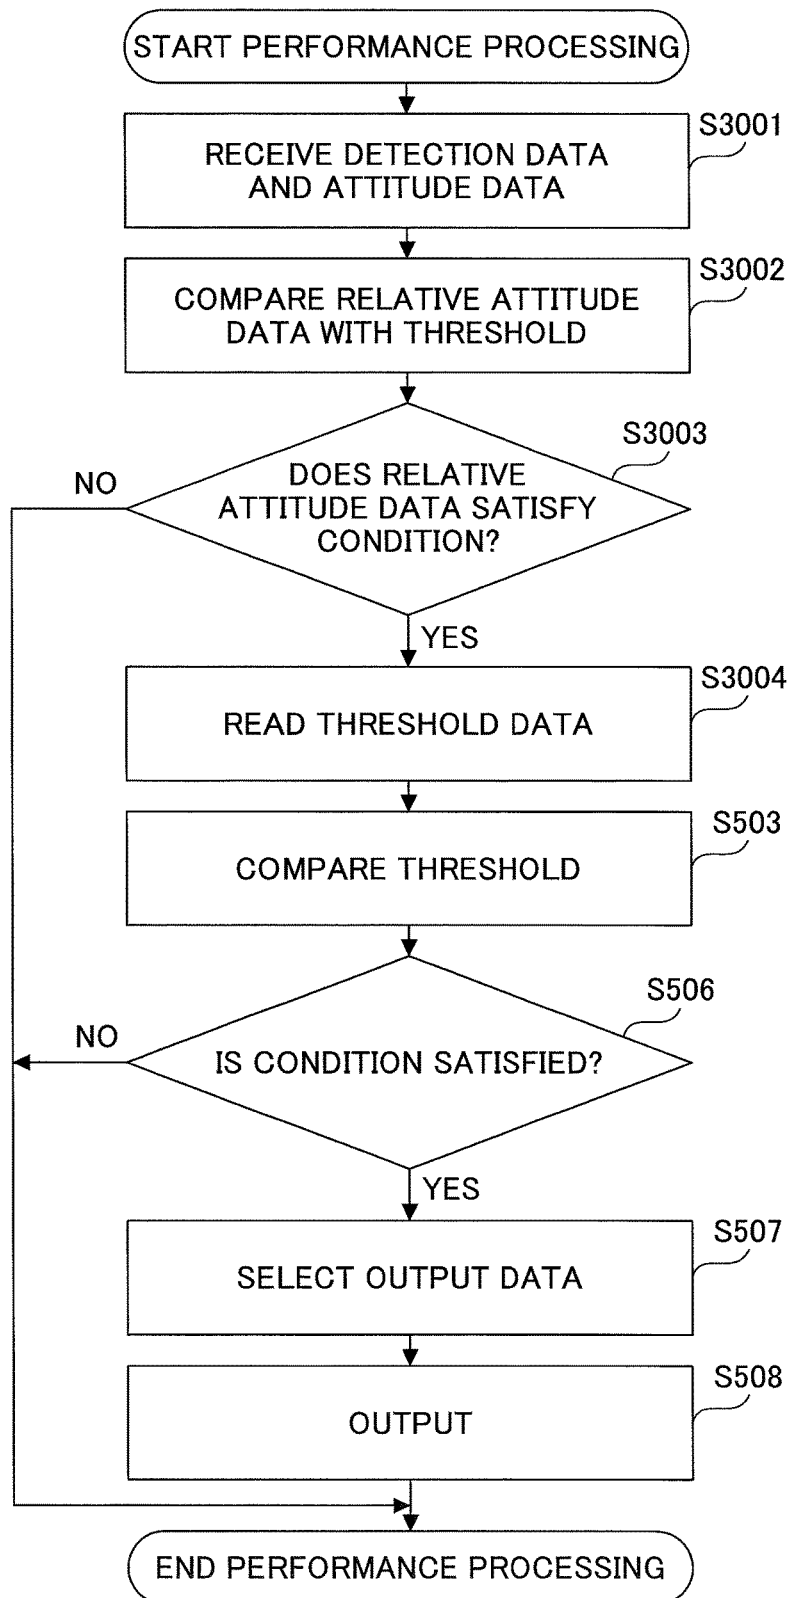 START PERFORMANCE PROCESSING
S3001
RECEIVE DETECTION DATA
AND ATTITUDE DATA
S3002
COMPARE RELATIVE ATTITUDE
DATA WITH THRESHOLD
S3003
NO
DOES RELATIVE
ATTITUDE DATA SATISFY
CONDITION?
YES
S3004
READ THRESHOLD DATA
S503
COMPARE THRESHOLD
S506
NO
IS CONDITION SATISFIED?
YES
S507
SELECT OUTPUT DATA
S508
OUTPUT
END PERFORMANCE PROCESSING